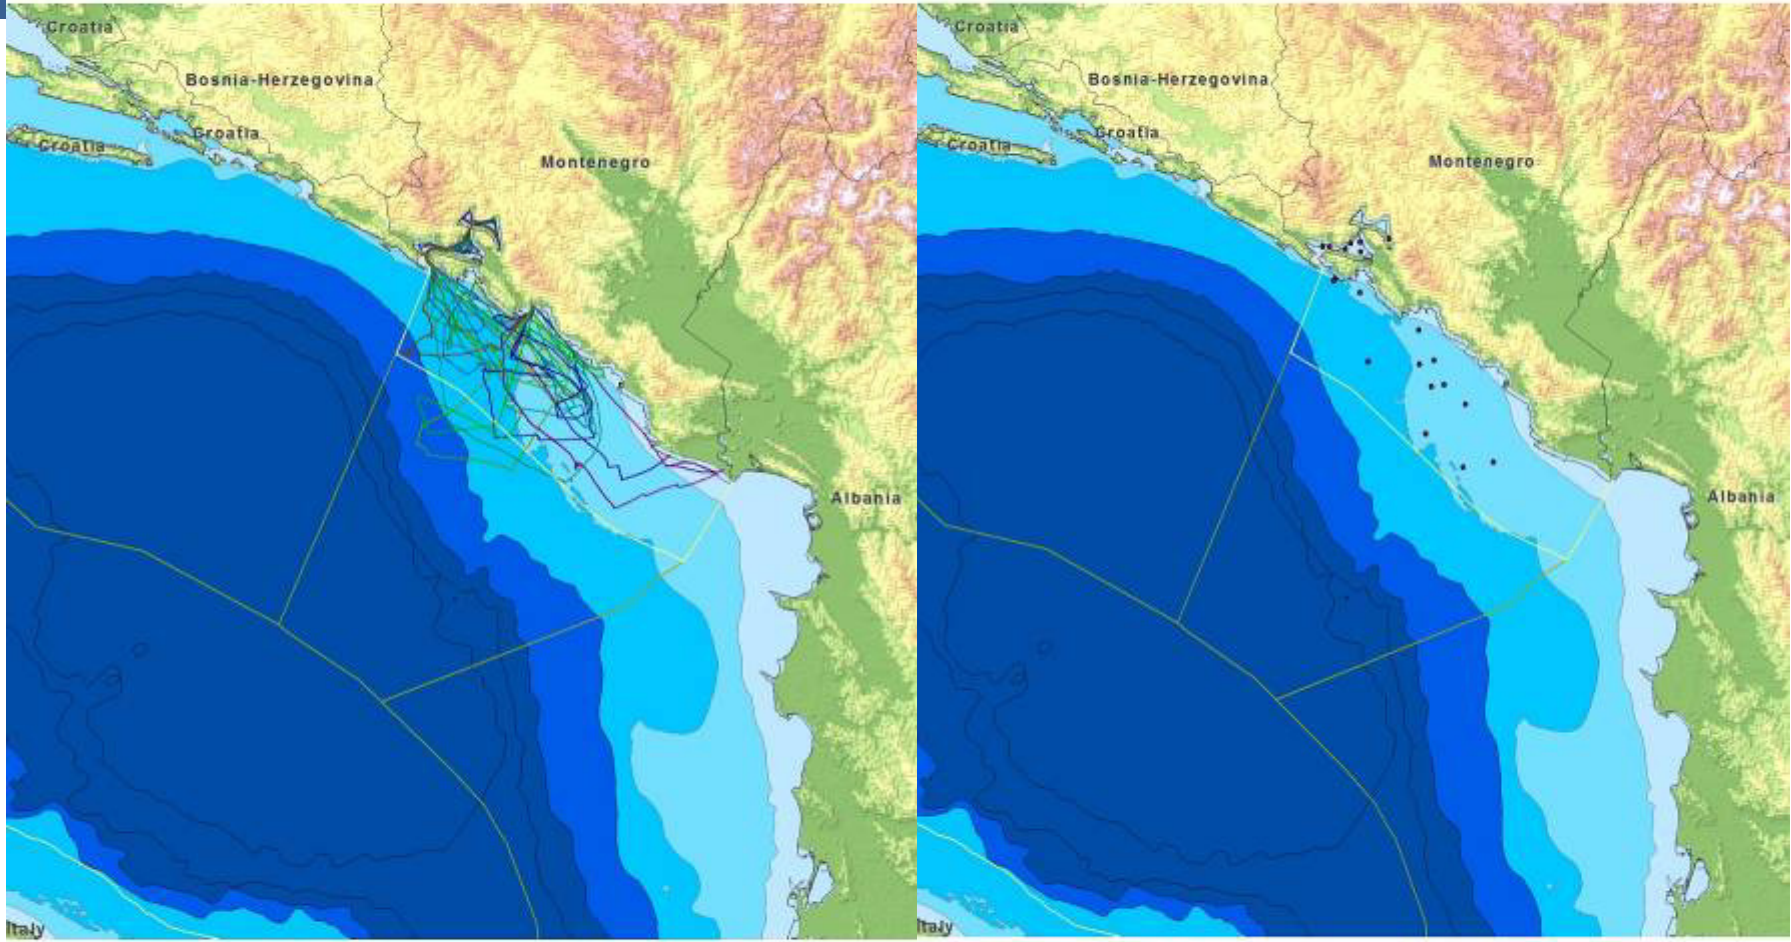 Croatia
Bosnia-Herzegovina
Croatia
Croatia
Montenegro
Albania
Italy
Croatia
Bosnia-Herzegovina
Croatia
Croatia
Montenegro
Albania
Italy